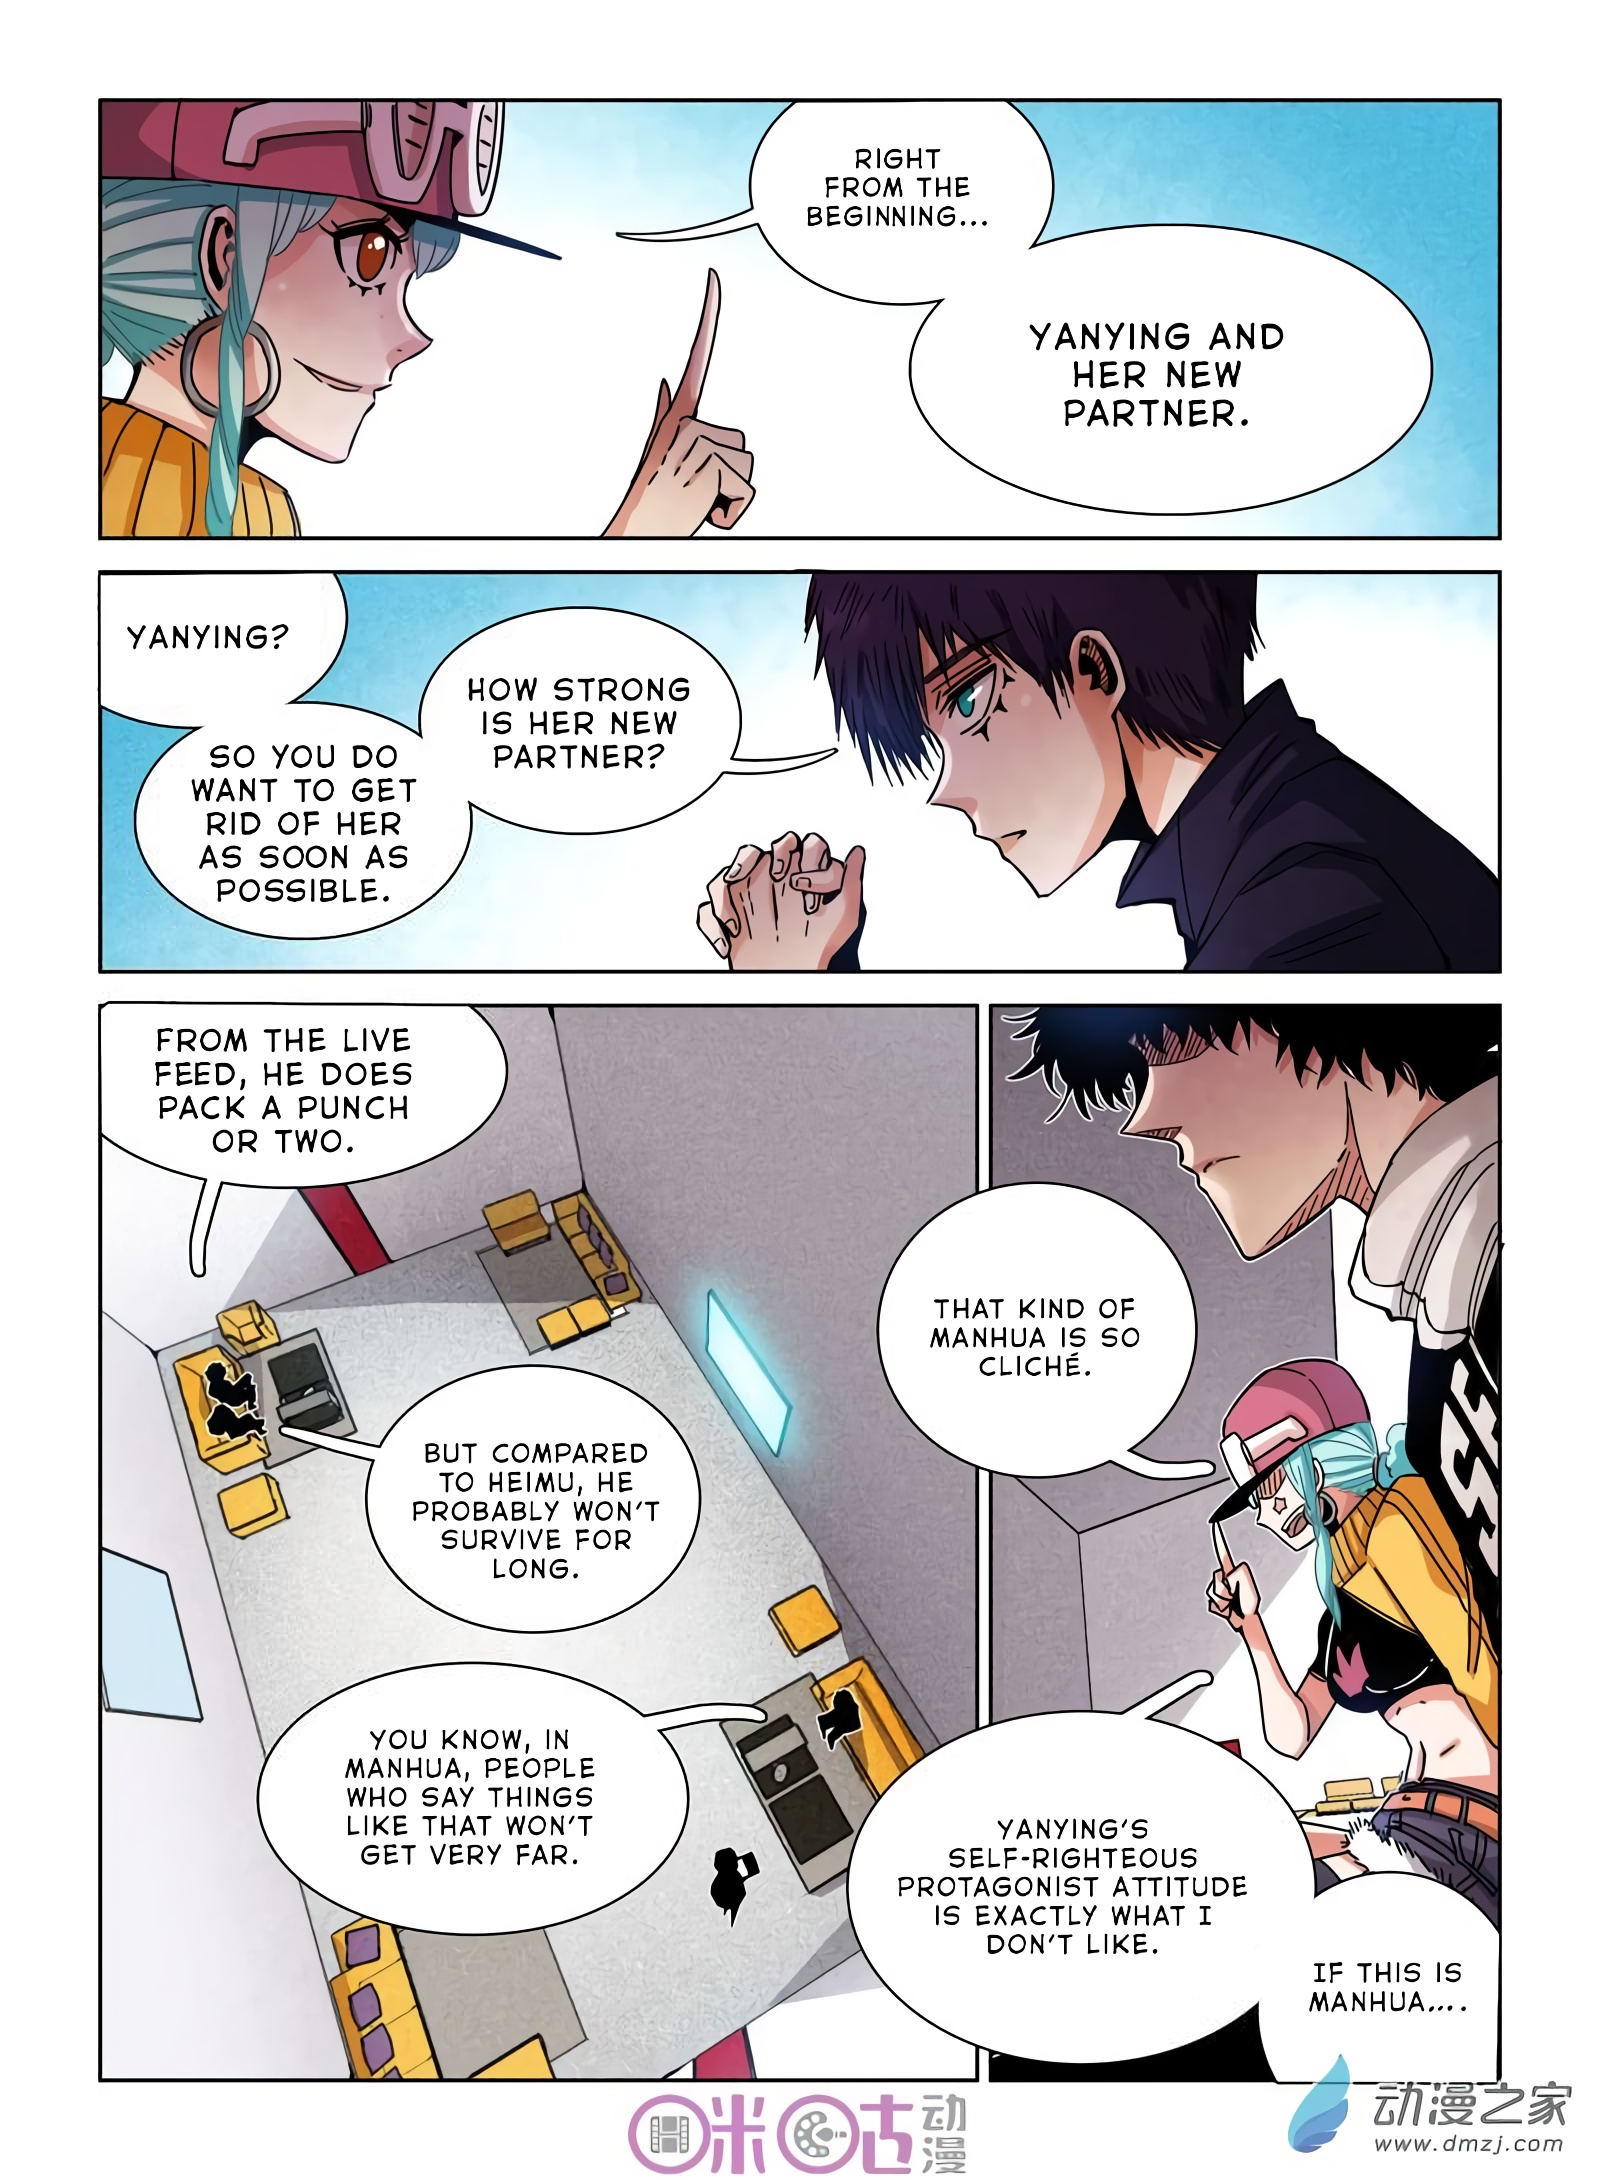 RIGHT
FROM THE
BEGINNING...
YANYING AND
HER NEW
PARTNER.
YANYING?
SO YOU DO
WANT TO GET
RID OF HER
AS SOON AS
POSSIBLE.
HOW STRONG
IS HER NEW
PARTNER?
FROM THE LIVE
FEED, HE DOES
PACK A PUNCH
OR TWO.
BUT COMPARED
TO HEIMU, HE
PROBABLY WON'T
SURVIVE FOR
LONG.
YOU KNOW, IN
MANHUA, PEOPLE
WHO SAY THINGS
LIKE THAT WON'T
GET VERY FAR.
THAT KIND OF
MANHUA IS SO
CLICHÉ.
YANYING'S
SELF-RIGHTEOUS
PROTAGONIST ATTITUDE
IS EXACTLY WHAT I
DON'T LIKE.
IF THIS IS
MANHUA....
咪咕动漫
动漫之家
www.dmzj.com